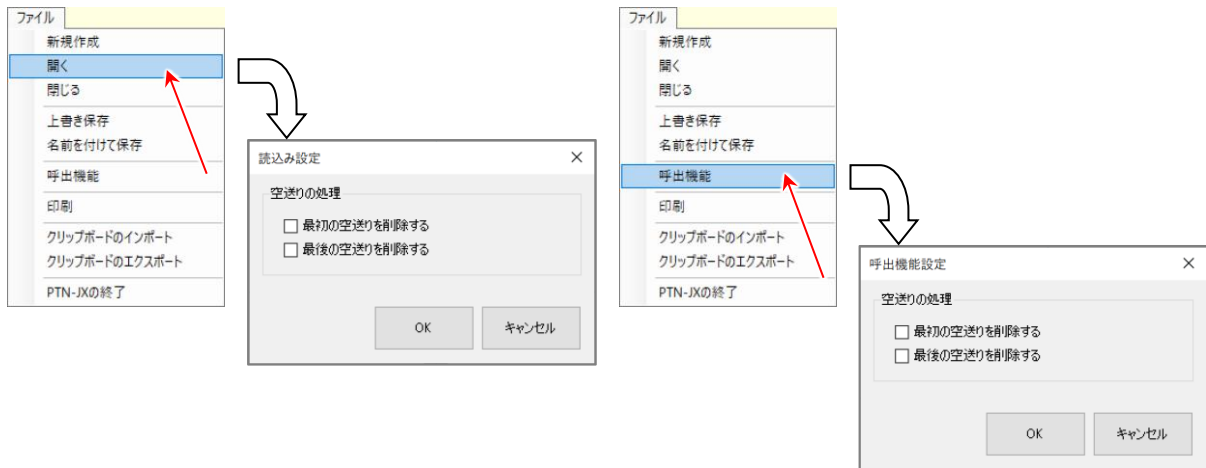 ファイル
新規作成
開く
閉じる
上書き保存
名前を付けて保存
呼出機能
印刷
クリップボードのインポート
クリップボードのエクスポート
PTN-JXの終了
読込み設定
空送りの処理
最初の空送りを削除する
最後の空送りを削除する
OK
キャンセル
ファイル
新規作成
開く
閉じる
上書き保存
名前を付けて保存
呼出機能
印刷
クリップボードのインポート
クリップボードのエクスポート
PTN-JXの終了
呼出機能設定
空送りの処理
最初の空送りを削除する
最後の空送りを削除する
OK
キャンセル